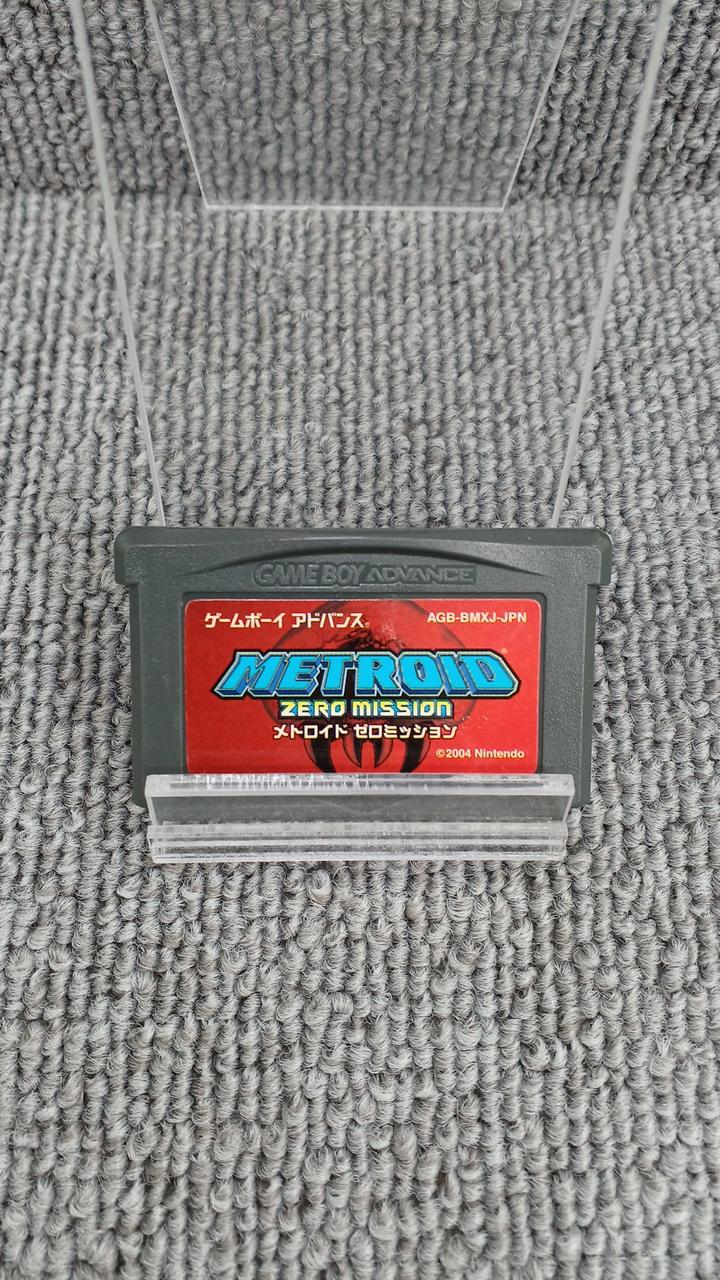 GAME BOY ADVANCE
ゲームボーイ アドバンス® AGB-BMXJ-JPN
METROID®
ZERO MISSION
メトロイド ゼロミッション
©2004 Nintendo